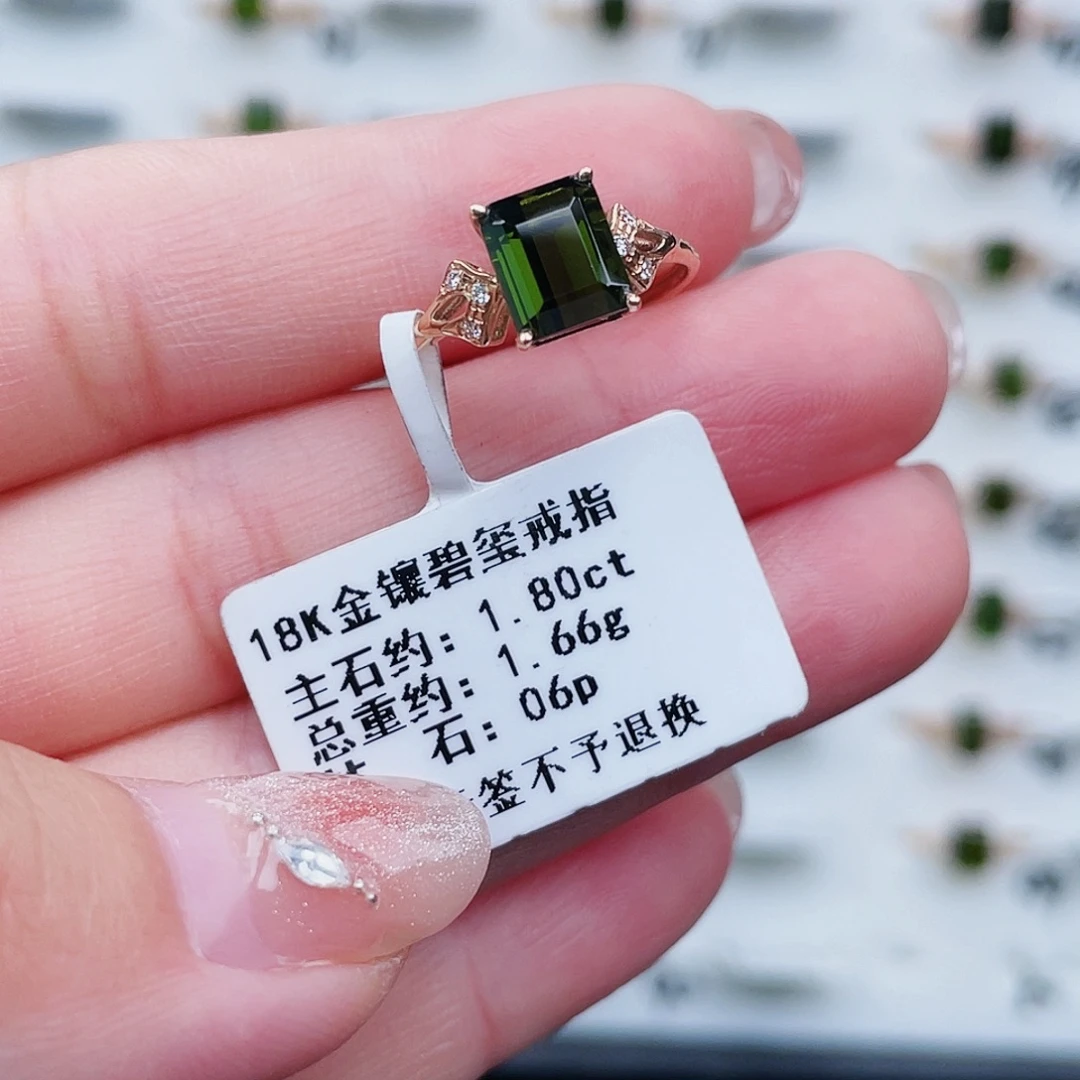 18K金镶碧玺戒指
主石约: 1.80ct
总重约: 1.66g
石: 06p
签不予退换